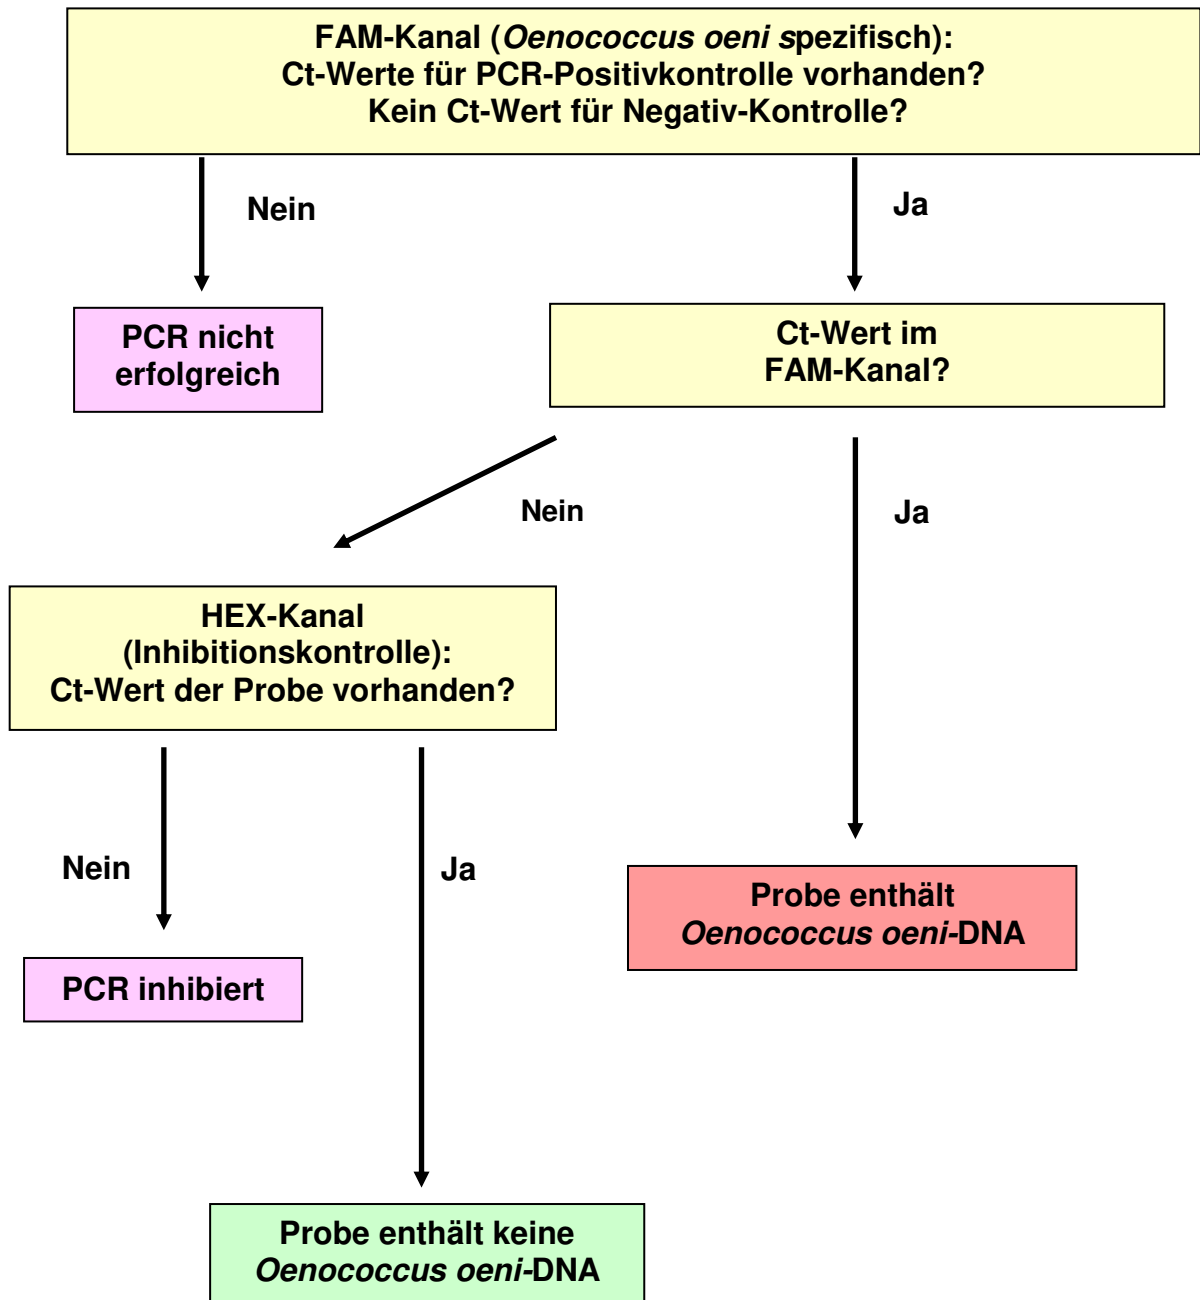 FAM-Kanal (Oenococcus oeni spezifisch):
Ct-Werte für PCR-Positivkontrolle vorhanden?
Kein Ct-Wert für Negativ-Kontrolle?
Nein
Ja
PCR nicht
erfolgreich
Ct-Wert im
FAM-Kanal?
Nein
Ja
HEX-Kanal
(Inhibitionskontrolle):
Ct-Wert der Probe vorhanden?
Nein
Ja
Probe enthält
Oenococcus oeni-DNA
PCR inhibiert
Probe enthält keine
Oenococcus oeni-DNA